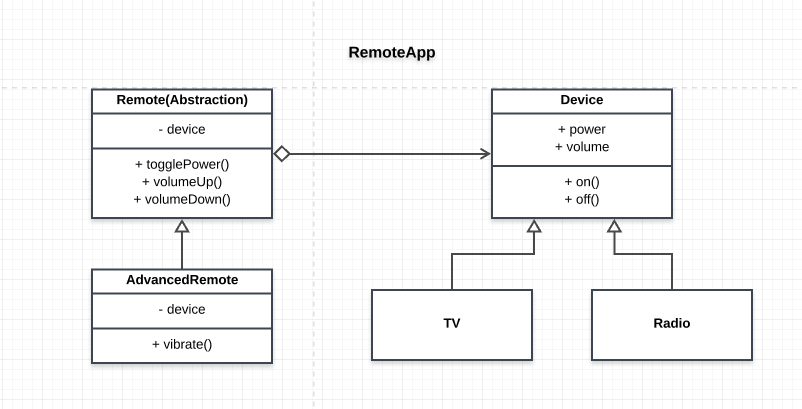 RemoteApp
Remote(Abstraction)
- device
+ togglePower()
+ volumeUp()
+ volumeDown()
Device
+ power
+ volume
+ on()
+ off()
AdvancedRemote
- device
+ vibrate()
TV
Radio